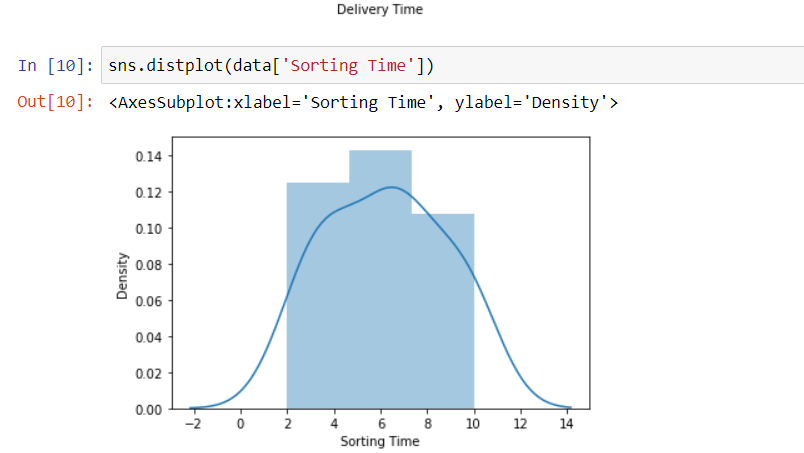 Delivery Time
In [10]: sns.distplot(data['Sorting Time'])
Out[10]: <AxesSubplot:xlabel='Sorting Time', ylabel='Density'>
0.14
0.12
0.10
0.08
0.06
0.04
0.02
0.00
Density
−2 0 2 4 6 8 10 12 14
Sorting Time